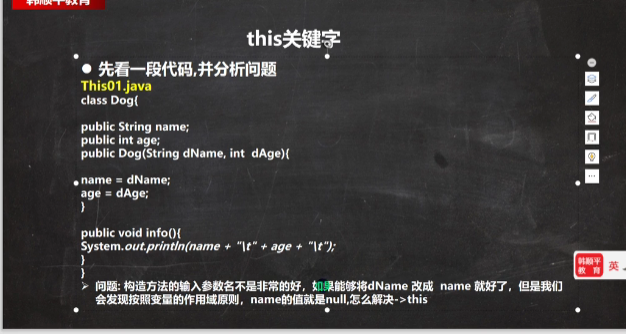 韩顺平教育
this关键字
● 先看一段代码,并分析问题
This01.java
class Dog{
public String name;
public int age;
public Dog(String dName, int dAge){
name = dName;
age = dAge;
}
public void info(){
System.out.println(name + "\t" + age + "\t");
}
}
➢ 问题: 构造方法的输入参数名不是非常的好，如果能够将dName 改成 name 就好了，但是我们
会发现按照变量的作用域原则，name的值就是null,怎么解决->this
韩顺平
教 育
英